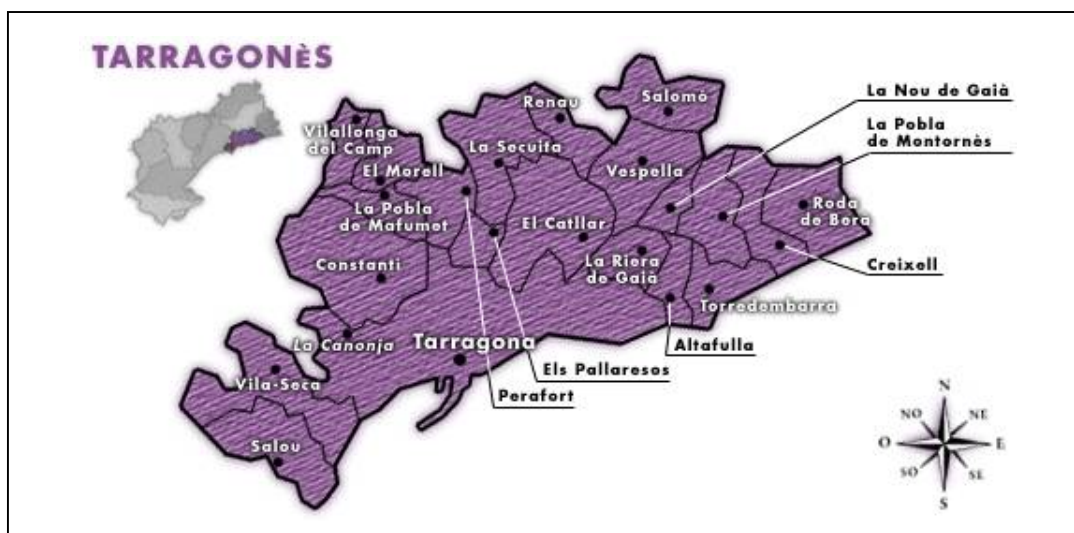 TARRAGONÈS
La Nou de Gaià
La Pobla
de Montornès
Renau
Salomó
Vilallonga
del Camp
La Secuita
El Morell
Vespella
La Pobla
de Mafumet
Roda
de Bera
El Catllar
Constanti
La Riera
de Gaià
Creixell
Torredembarra
La Canonja
Tarragona
Altafulla
Els Pallaresos
Vila-Seca
Perafort
Salou
N
NO
NE
O
E
SO
SE
S